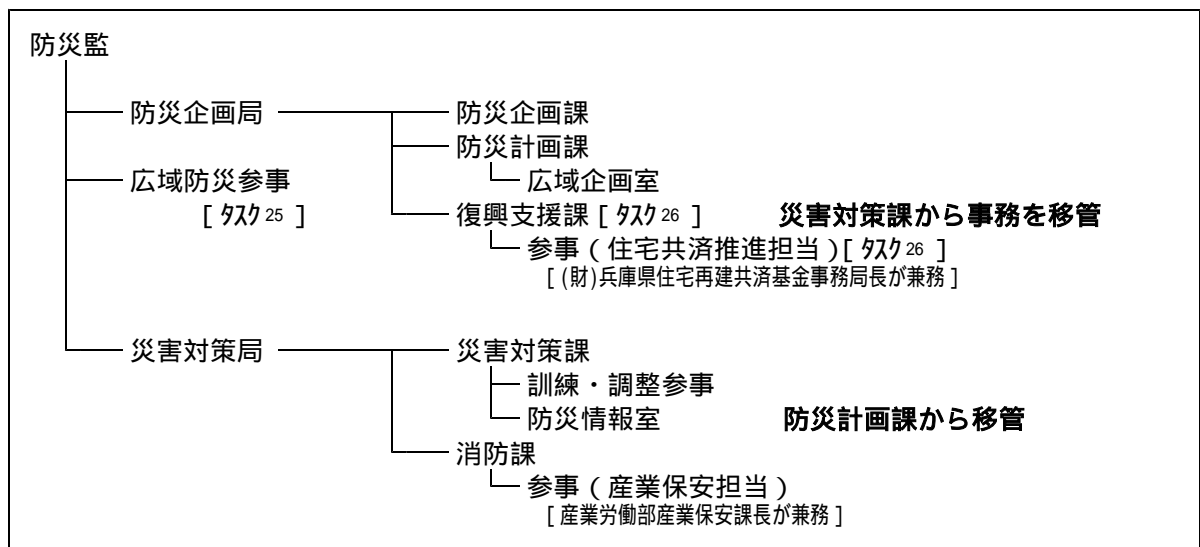 防災監
防災企画局 防災企画課
防災計画課
広域防災参事 広域企画室
[ タスク 25 ] 復興支援課 [ タスク 26 ] 災害対策課から事務を移管
参事（住宅共済推進担当）[ タスク 26 ]
[ (財)兵庫県住宅再建共済基金事務局長が兼務 ]
災害対策局 災害対策課
訓練・調整参事
防災情報室 防災計画課から移管
消防課
参事（産業保安担当）
[ 産業労働部産業保安課長が兼務 ]